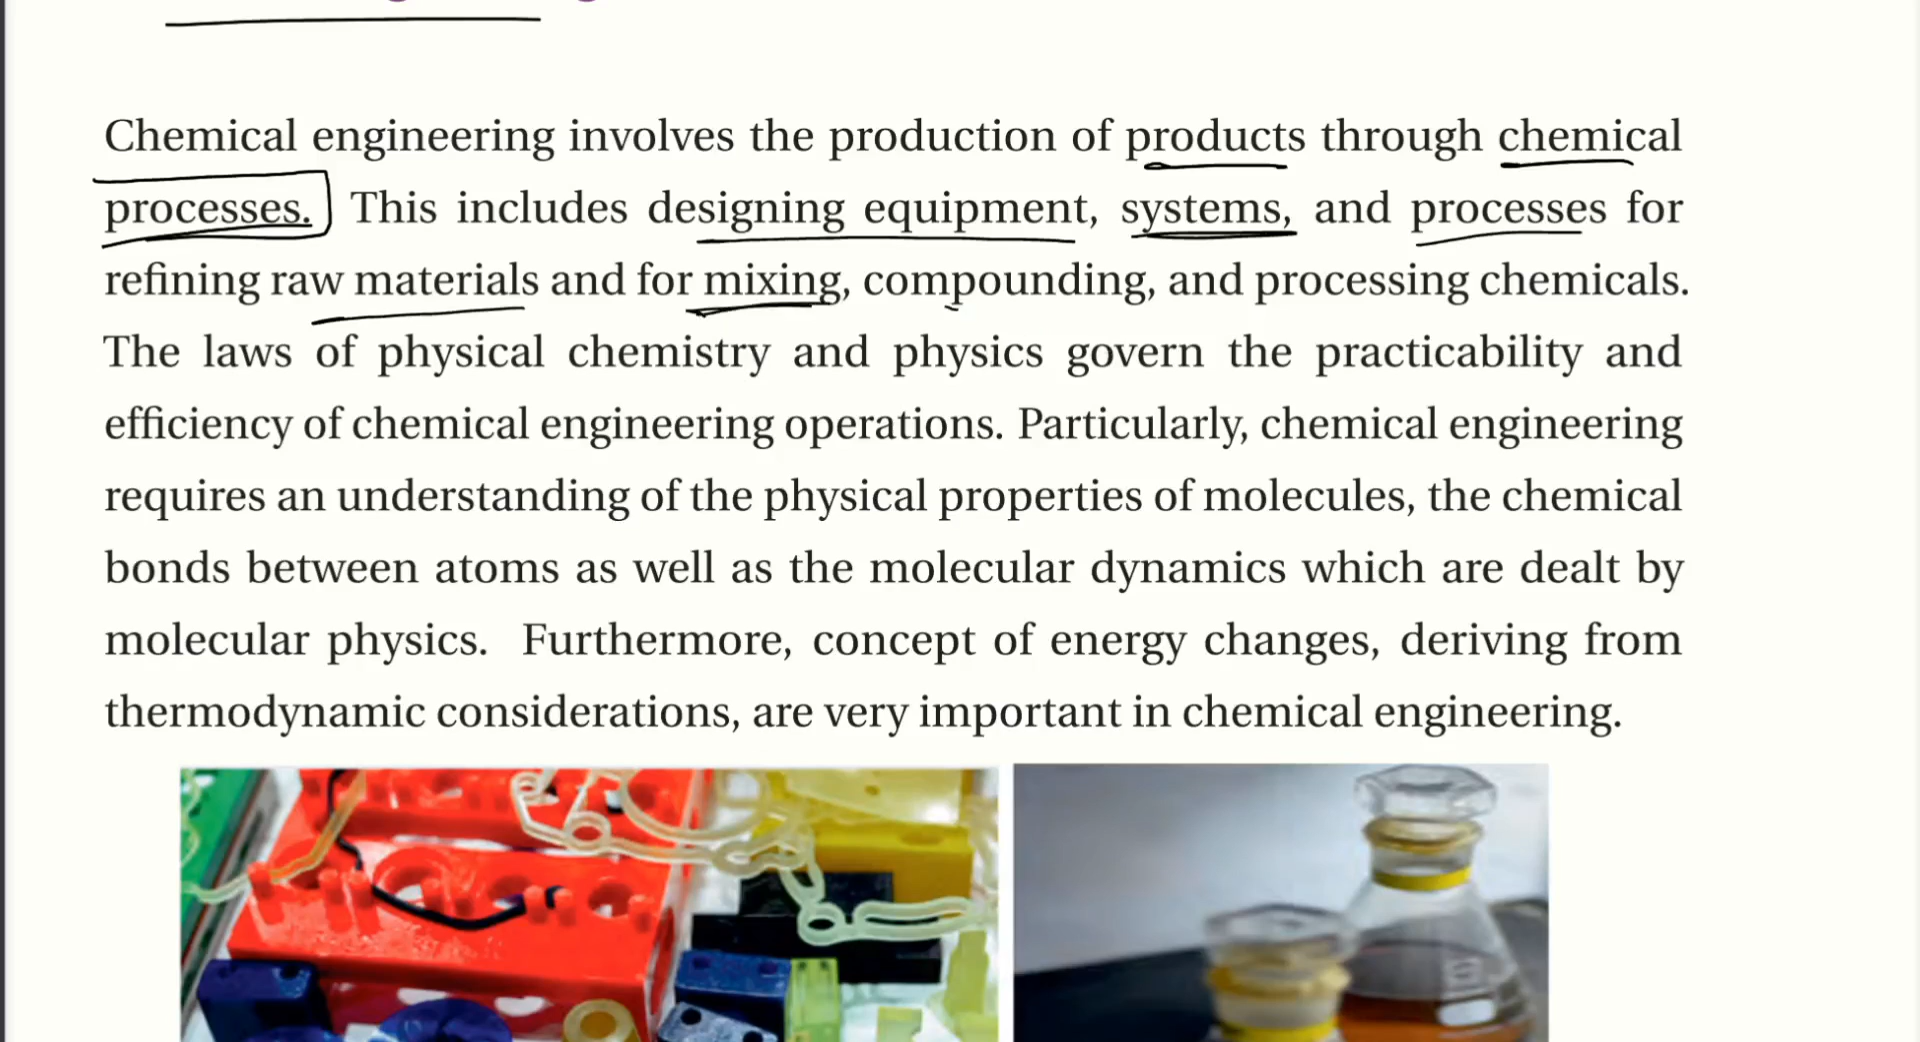 Chemical engineering involves the production of products through chemical
processes. This includes designing equipment, systems, and processes for
refining raw materials and for mixing, compounding, and processing chemicals.
The laws of physical chemistry and physics govern the practicability and
efficiency of chemical engineering operations. Particularly, chemical engineering
requires an understanding of the physical properties of molecules, the chemical
bonds between atoms as well as the molecular dynamics which are dealt by
molecular physics. Furthermore, concept of energy changes, deriving from
thermodynamic considerations, are very important in chemical engineering.